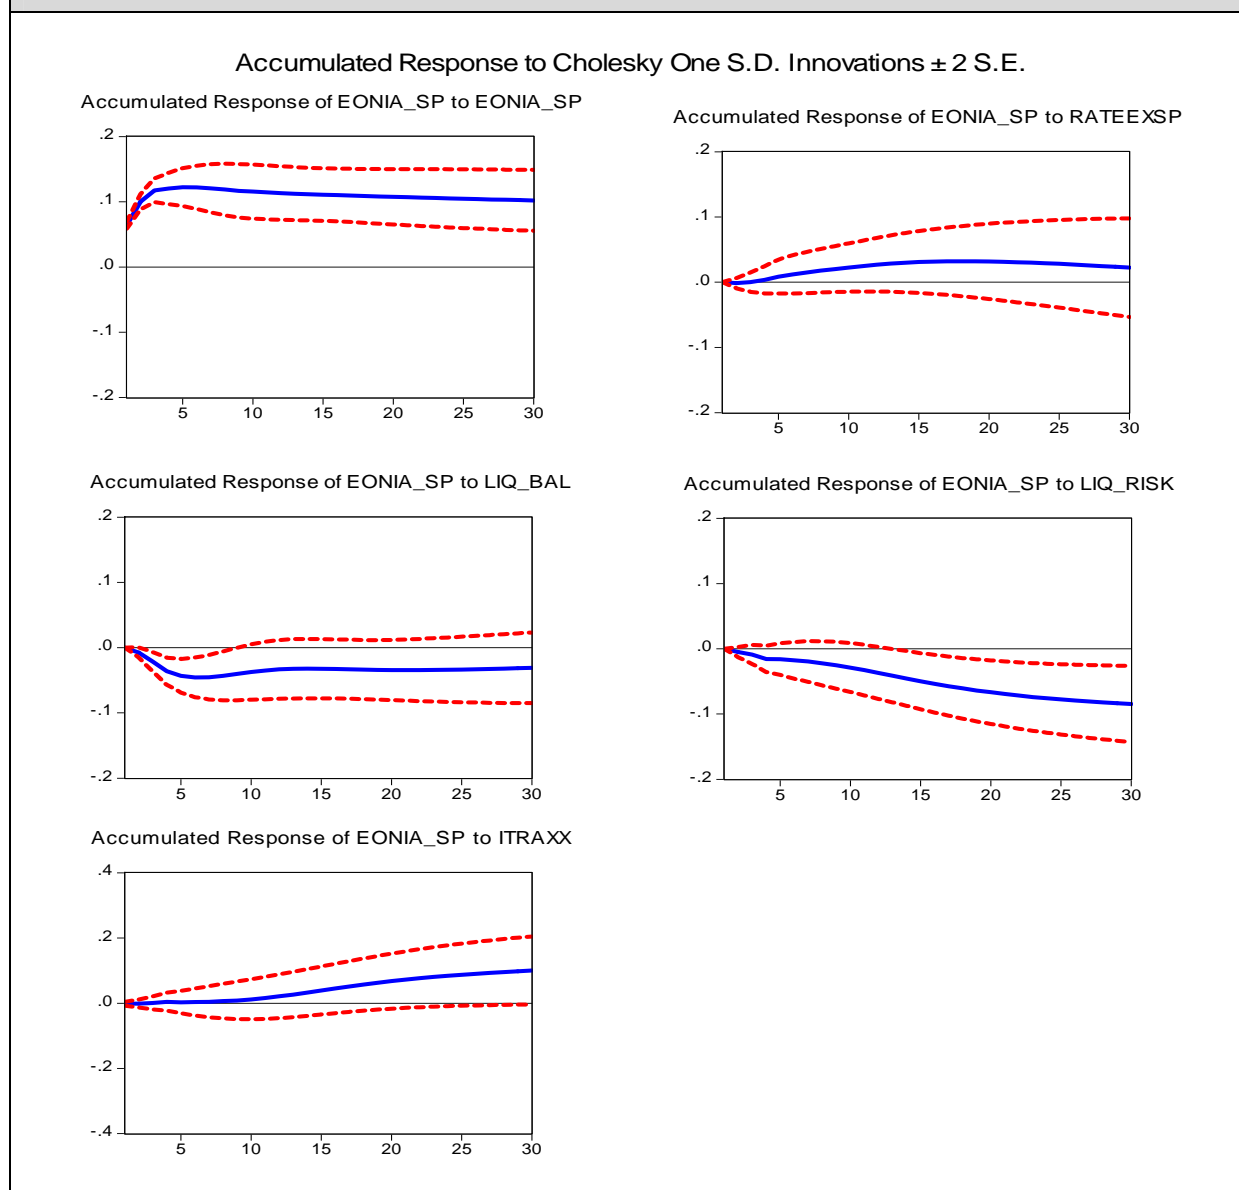 Accumulated Response to Cholesky One S.D. Innovations ± 2 S.E.
Accumulated Response of EONIA_SP to EONIA_SP
.2
.1
.0
-.1
-.2
5 10 15 20 25 30
Accumulated Response of EONIA_SP to RATEEXSP
.2
.1
.0
-.1
-.2
5 10 15 20 25 30
Accumulated Response of EONIA_SP to LIQ_BAL
.2
.1
.0
-.1
-.2
5 10 15 20 25 30
Accumulated Response of EONIA_SP to LIQ_RISK
.2
.1
.0
-.1
-.2
5 10 15 20 25 30
Accumulated Response of EONIA_SP to ITRAXX
.4
.2
.0
-.2
-.4
5 10 15 20 25 30